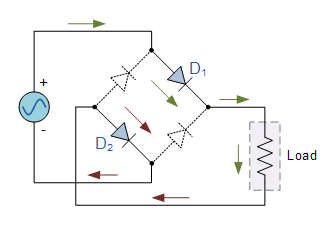 +
D₁
-
D₂
Load